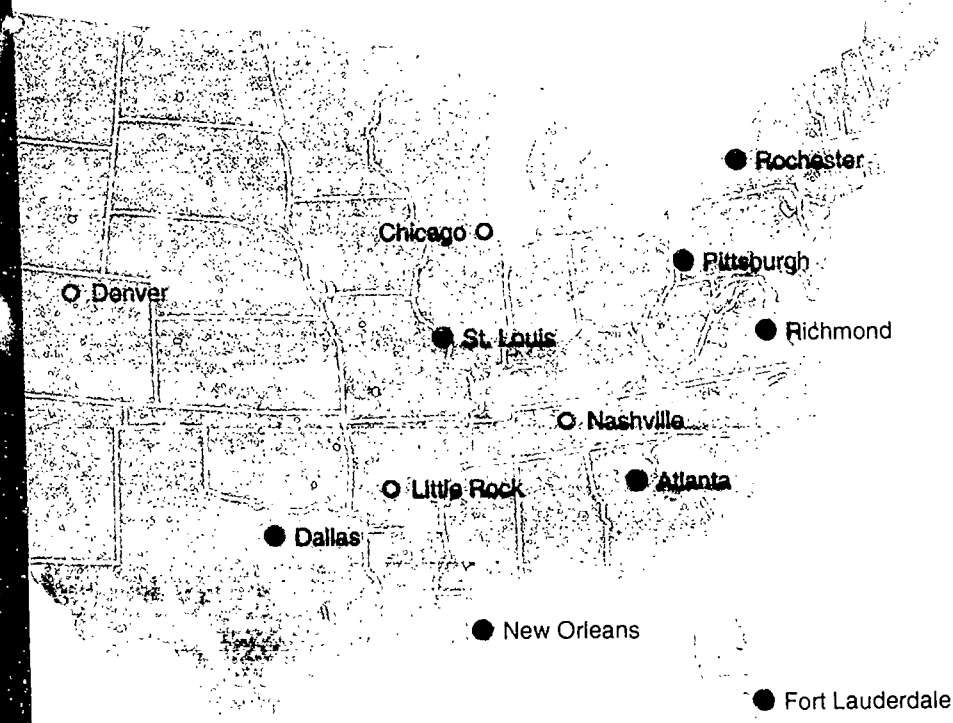 Rochester
Chicago
Pittsburgh
Denver
Richmond
St. Louis
Nashville
Atlanta
Little Rock
Dallas
New Orleans
Fort Lauderdale